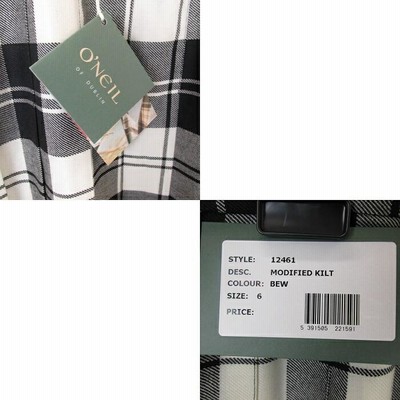 O'NEIL
OF DUBLIN
STYLE: 12461
DESC. MODIFIED KILT
COLOUR: BEW
SIZE: 6
PRICE:
5 391505 221591